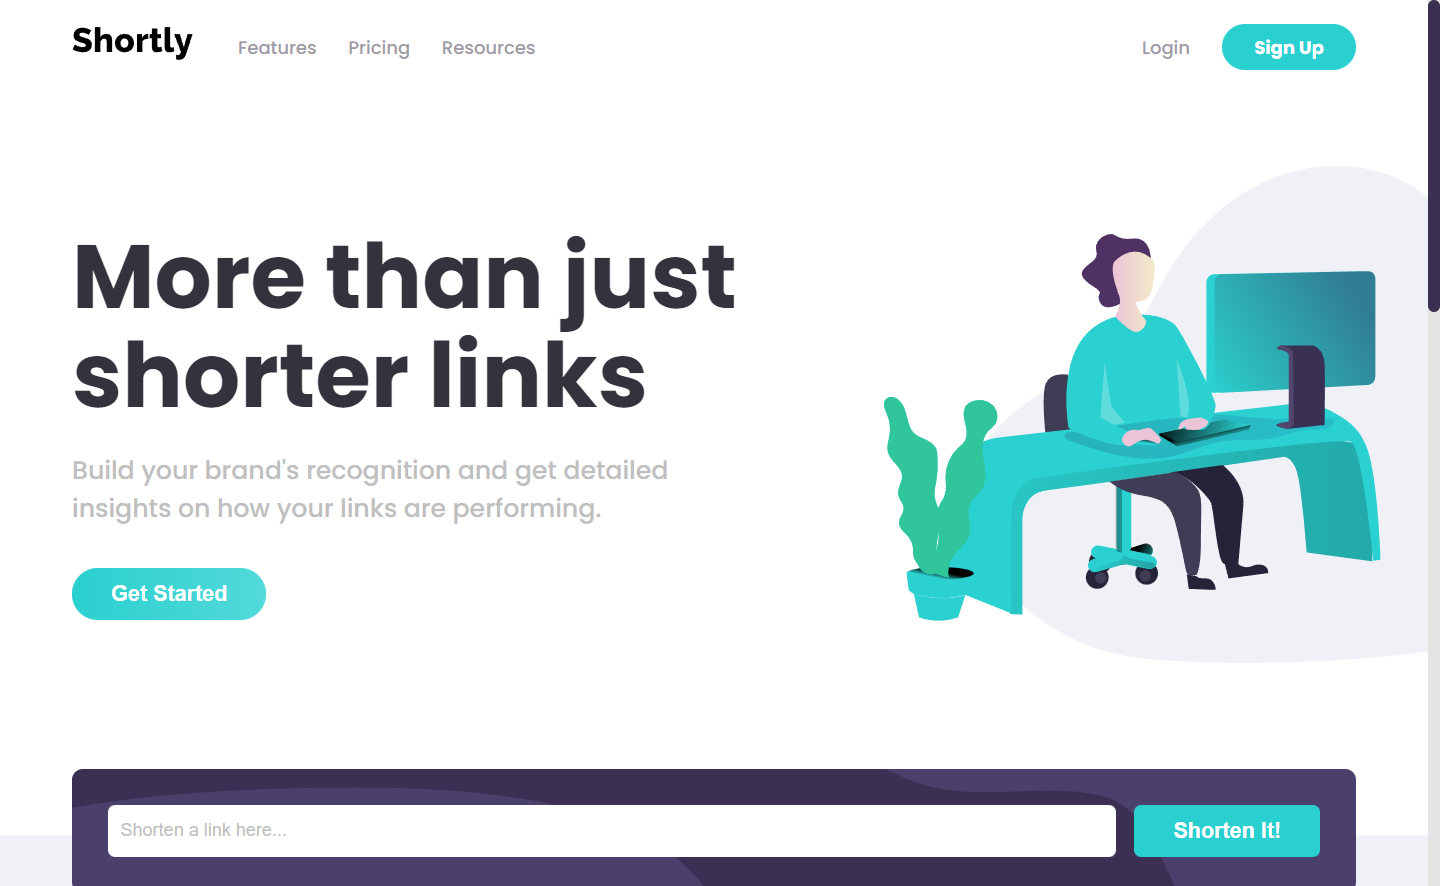 Shortly Features Pricing Resources Login Sign Up
More than just
shorter links
Build your brand's recognition and get detailed
insights on how your links are performing.
Get Started
Shorten a link here... Shorten It!